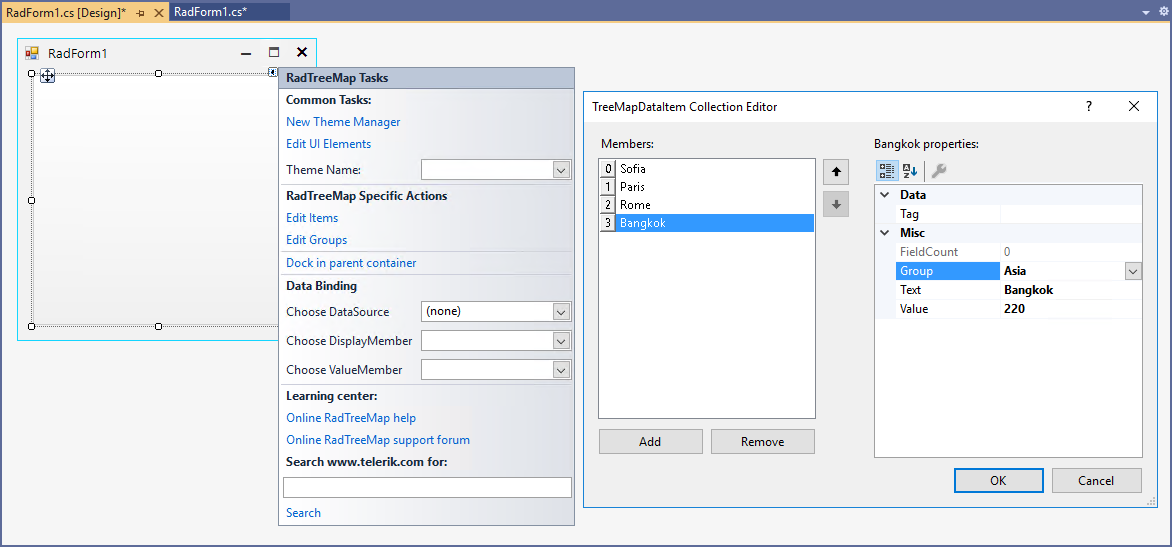 RadForm1.cs [Design]*
RadForm1.cs*
RadForm1
RadTreeMap Tasks
Common Tasks:
New Theme Manager
Edit UI Elements
Theme Name:
RadTreeMap Specific Actions
Edit Items
Edit Groups
Dock in parent container
Data Binding
Choose DataSource (none)
Choose DisplayMember
Choose ValueMember
Learning center:
Online RadTreeMap help
Online RadTreeMap support forum
Search www.telerik.com for:
Search
TreeMapDataItem Collection Editor ?
Members:
0 Sofia
1 Paris
2 Rome
3 Bangkok
Add Remove
Bangkok properties:
A Z
Data
Tag
Misc
FieldCount 0
Group Asia
Text Bangkok
Value 220
OK Cancel